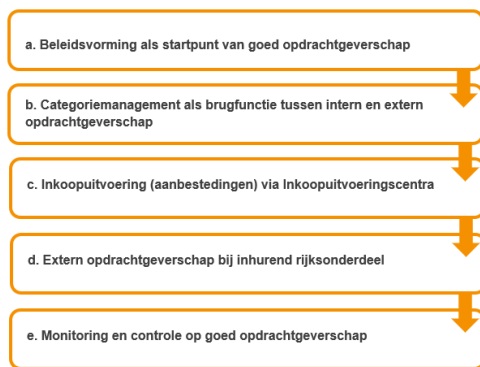 a. Beleidsvorming als startpunt van goed opdrachtgeverschap
b. Categoriemanagement als brugfunctie tussen intern en extern
opdrachtgeverschap
c. Inkoopuitvoering (aanbestedingen) via Inkoopuitvoeringscentra
d. Extern opdrachtgeverschap bij inhurend rijksonderdeel
e. Monitoring en controle op goed opdrachtgeverschap